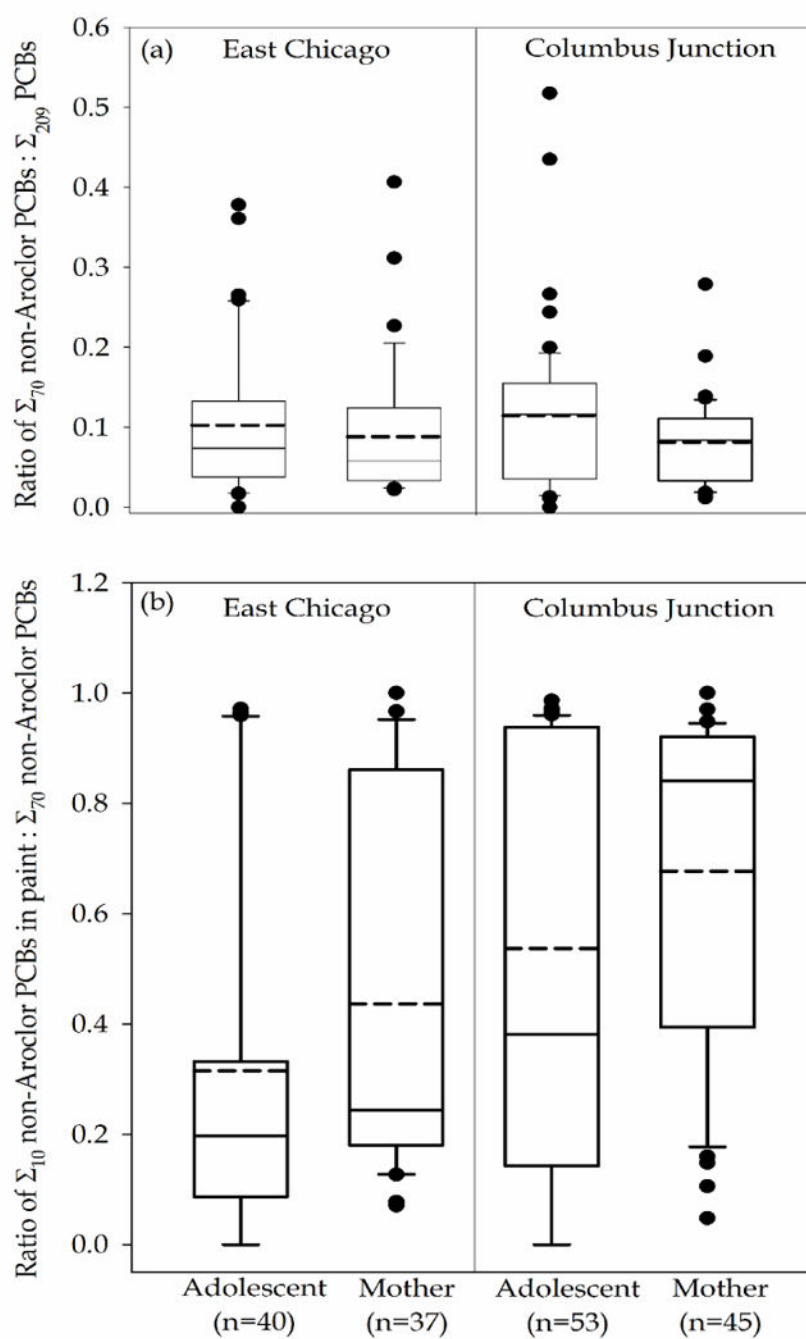 Ratio of Σ70 non-Aroclor PCBs : Σ209 PCBs
0.6
0.5
0.4
0.3
0.2
0.1
0.0
(a)
East Chicago
Columbus Junction
Ratio of Σ10 non-Aroclor PCBs in paint : Σ70 non-Aroclor PCBs
1.2
1.0
0.8
0.6
0.4
0.2
0.0
(b)
East Chicago
Columbus Junction
Adolescent
(n=40)
Mother
(n=37)
Adolescent
(n=53)
Mother
(n=45)